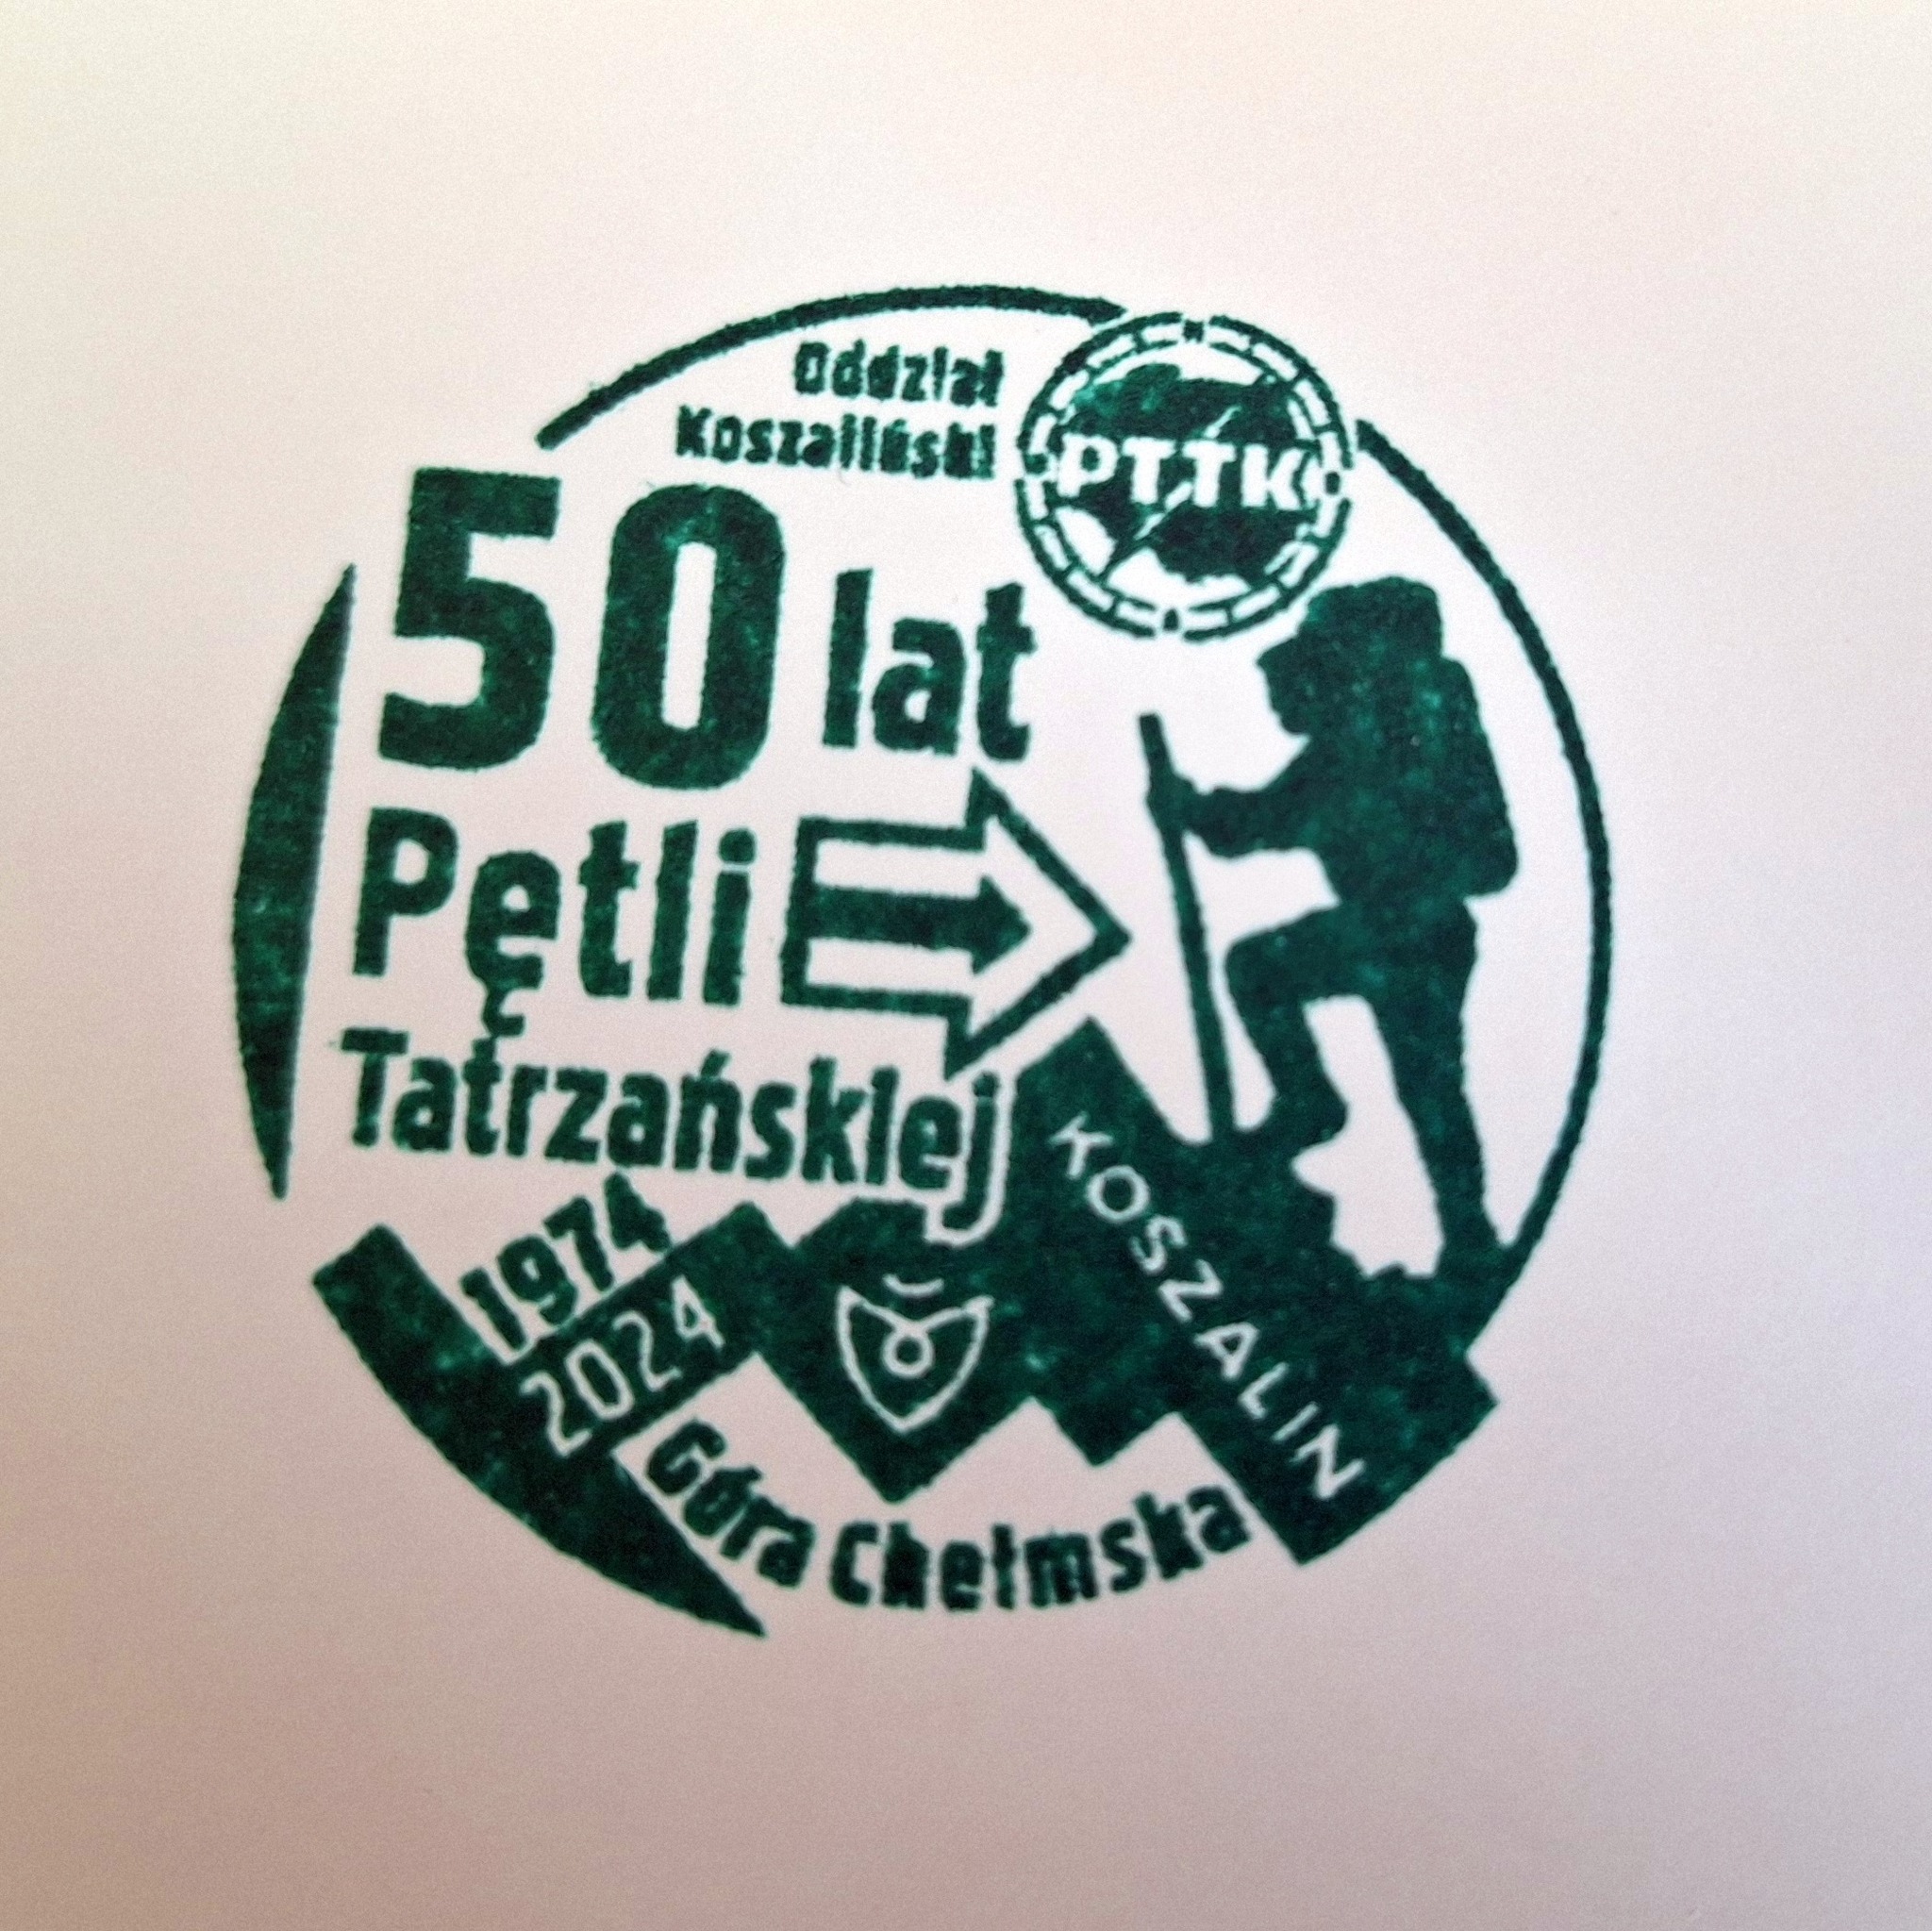 Oddział
Koszaliński
PTTK
50 lat
Pętli
Tatrzańskiej
1974
2024
KOSZALIN
Góra Chełmska